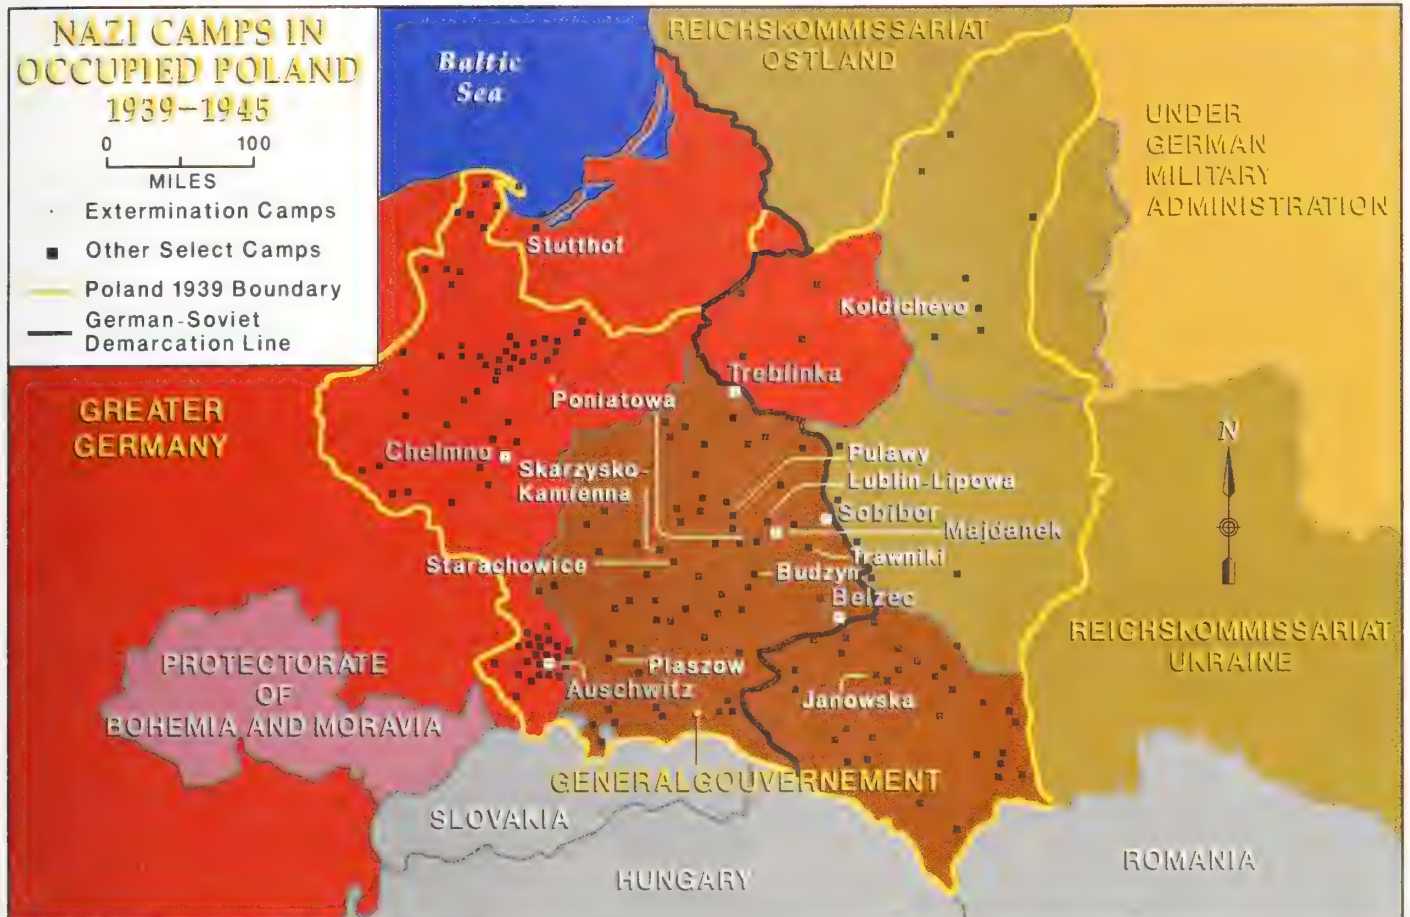 NAZI CAMPS IN
OCCUPIED POLAND
1939–1945
0 100
MILES
Extermination Camps
Other Select Camps
Poland 1939 Boundary
German-Soviet
Demarcation Line
Baltic
Sea
REICHSKOMMISSARIAT
OSTLAND
UNDER
GERMAN
MILITARY
ADMINISTRATION
Stutthof
Koldichevo
Treblinka
Poniatowa
GREATER
GERMANY
Chelmno
Skarzysko-
Kamienna
Pulawy
Lublin-Lipowa
Sobibor
Majdanek
Starachowice
Trawniki
Budzyn
Belzec
N
REICHSKOMMISSARIAT
UKRAINE
PROTECTORATE
OF
BOHEMIA AND MORAVIA
Plaszow
Auschwitz
Janowska
GENERALGOUVERNEMENT
SLOVAKIA
HUNGARY
ROMANIA